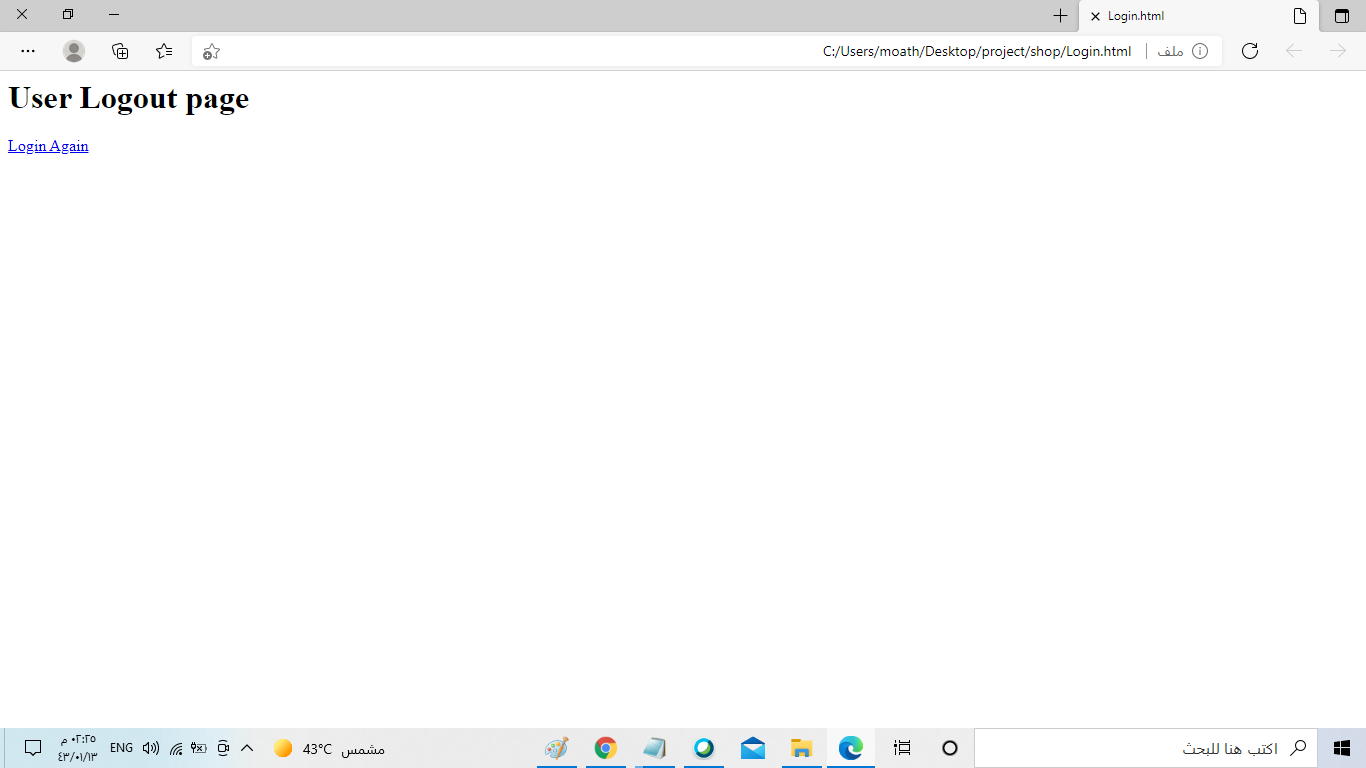 Login.html
C:/Users/moath/Desktop/project/shop/Login.html | ملف
User Logout page
Login Again
اكتب هنا للبحث
مشمس 43°C
ENG
٠٢:٢٥ م
٤٣/٠١/١٣